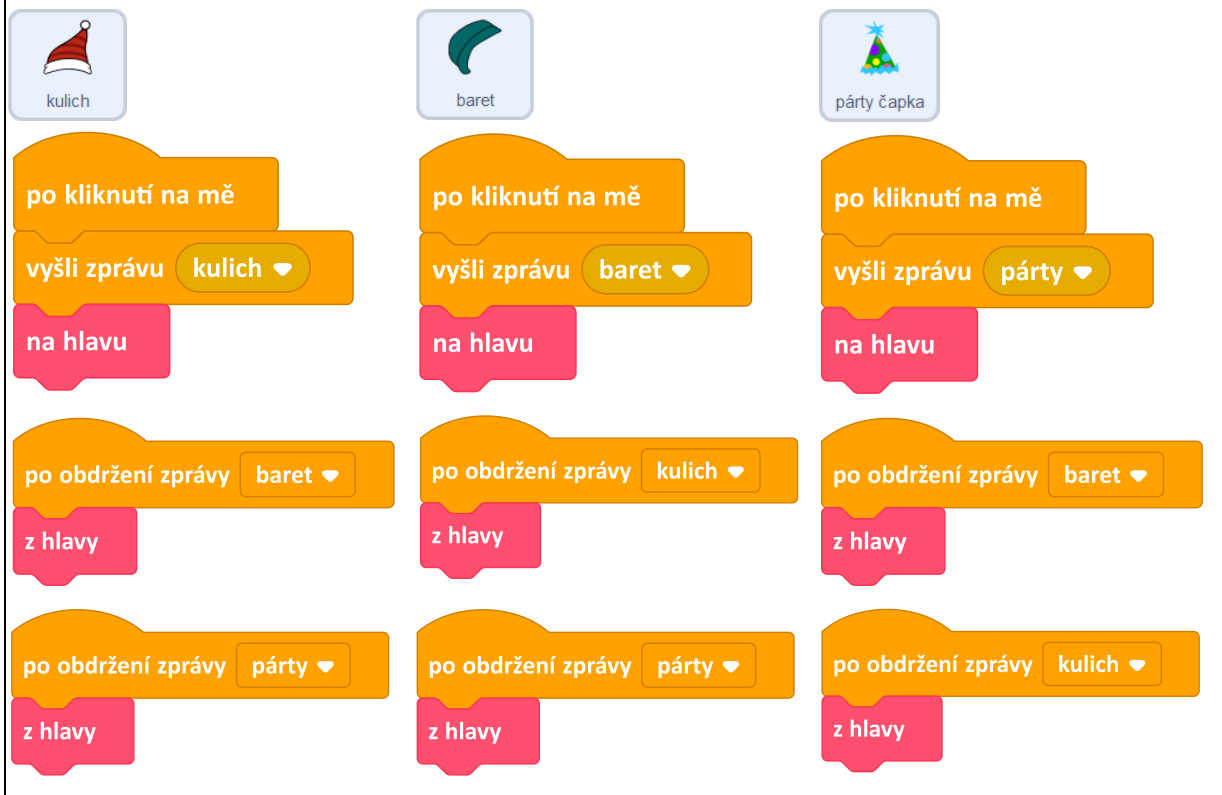 kulich
po kliknutí na mě
vyšli zprávu kulich
na hlavu
po obdržení zprávy baret
z hlavy
po obdržení zprávy párty
z hlavy
baret
po kliknutí na mě
vyšli zprávu baret
na hlavu
po obdržení zprávy kulich
z hlavy
po obdržení zprávy párty
z hlavy
párty čapka
po kliknutí na mě
vyšli zprávu párty
na hlavu
po obdržení zprávy baret
z hlavy
po obdržení zprávy kulich
z hlavy